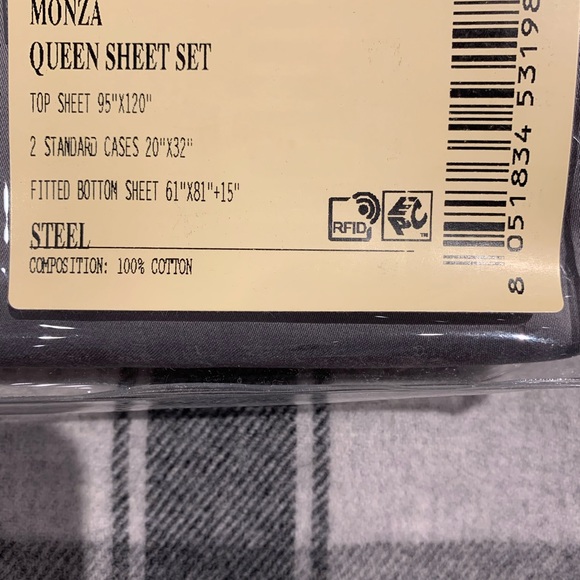 MONZA
QUEEN SHEET SET
TOP SHEET 95"X120"
2 STANDARD CASES 20"X32"
FITTED BOTTOM SHEET 61"X81"+15"
RFID
EPC™
STEEL
COMPOSITION: 100% COTTON
8 051834 53198